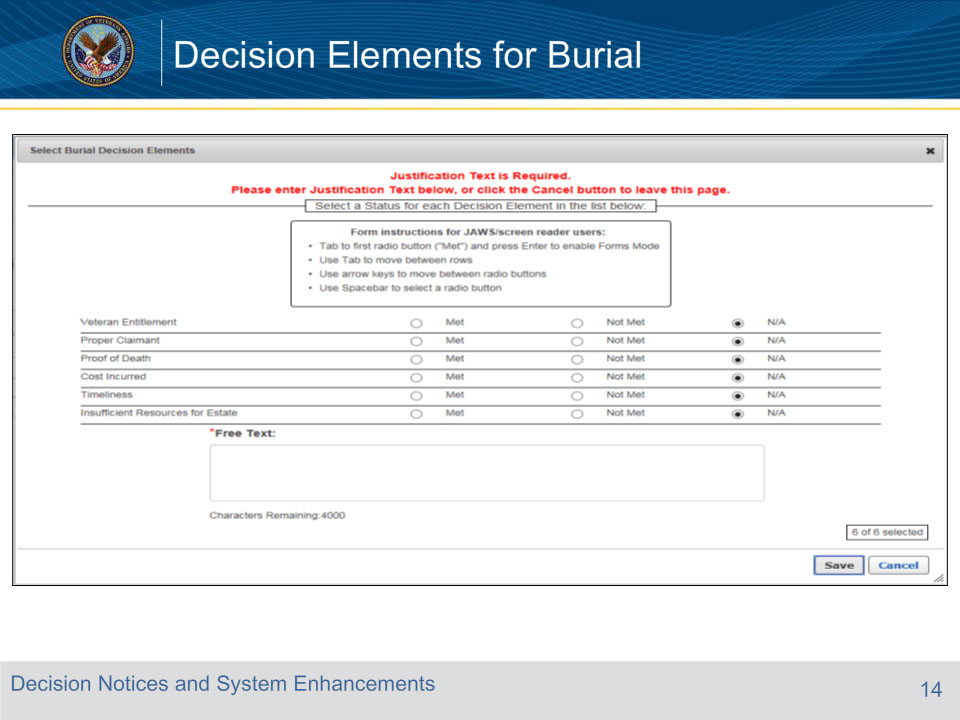 Decision Elements for Burial
Select Burial Decision Elements
Justification Text is Required.
Please enter Justification Text below, or click the Cancel button to leave this page.
Select a Status for each Decision Element in the list below:
Form instructions for JAWS/screen reader users:
• Tab to first radio button ("Met") and press Enter to enable Forms Mode
• Use Tab to move between rows
• Use arrow keys to move between radio buttons
• Use Spacebar to select a radio button
Veteran Entitlement Met Not Met N/A
Proper Claimant Met Not Met N/A
Proof of Death Met Not Met N/A
Cost Incurred Met Not Met N/A
Timeliness Met Not Met N/A
Insufficient Resources for Estate Met Not Met N/A
*Free Text:
Characters Remaining:4000
6 of 6 selected
Save Cancel
Decision Notices and System Enhancements
14